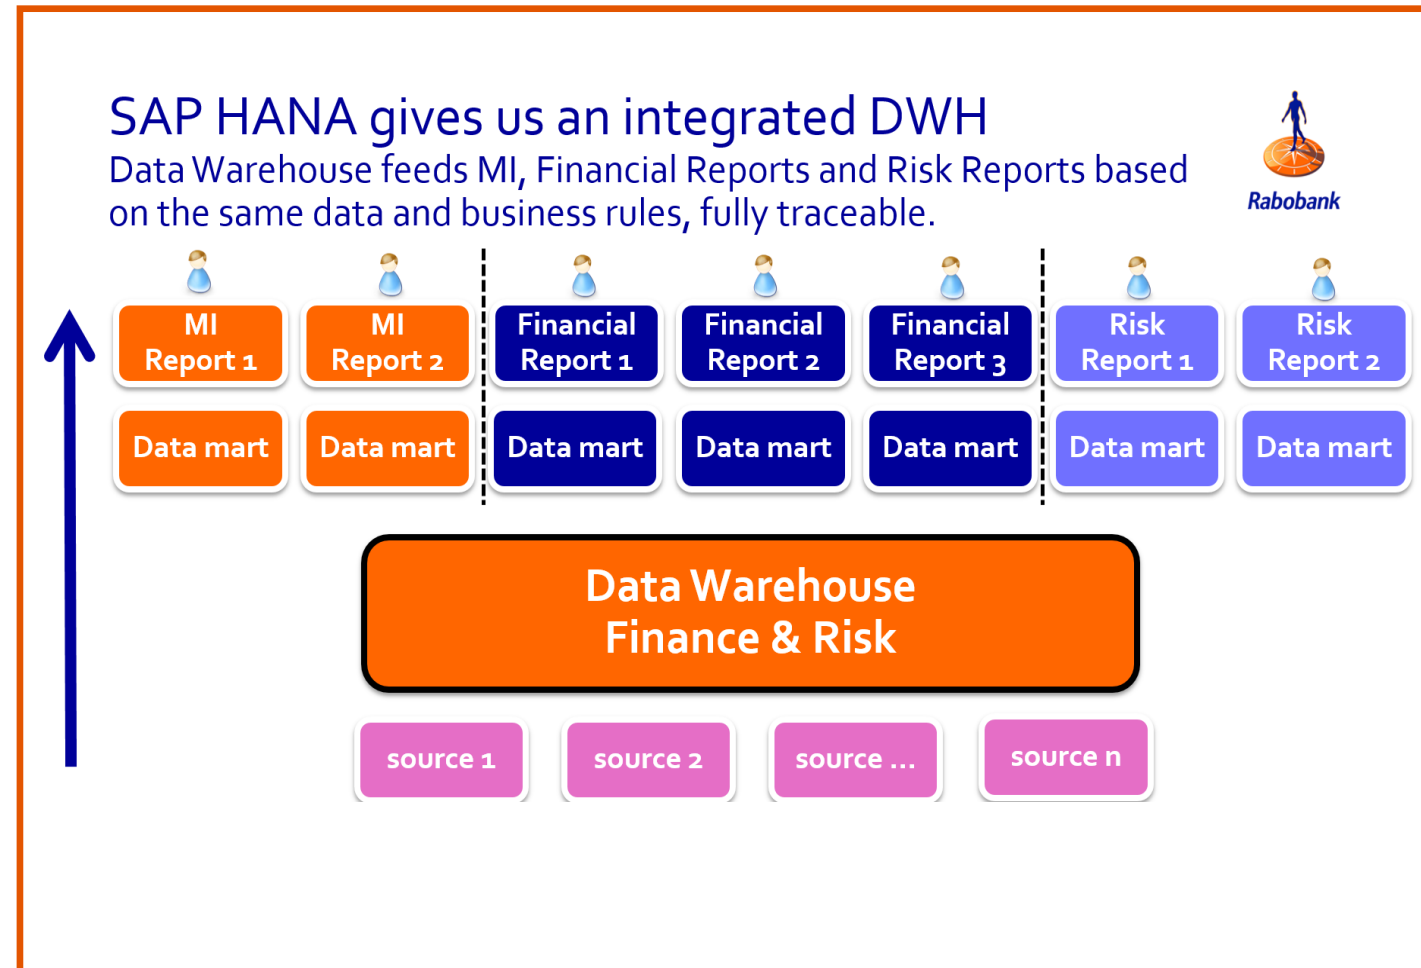 SAP HANA gives us an integrated DWH
Data Warehouse feeds MI, Financial Reports and Risk Reports based
on the same data and business rules, fully traceable.
Rabobank
MI
Report 1
MI
Report 2
Financial
Report 1
Financial
Report 2
Financial
Report 3
Risk
Report 1
Risk
Report 2
Data mart
Data mart
Data mart
Data mart
Data mart
Data mart
Data mart
Data Warehouse
Finance & Risk
source 1
source 2
source ...
source n